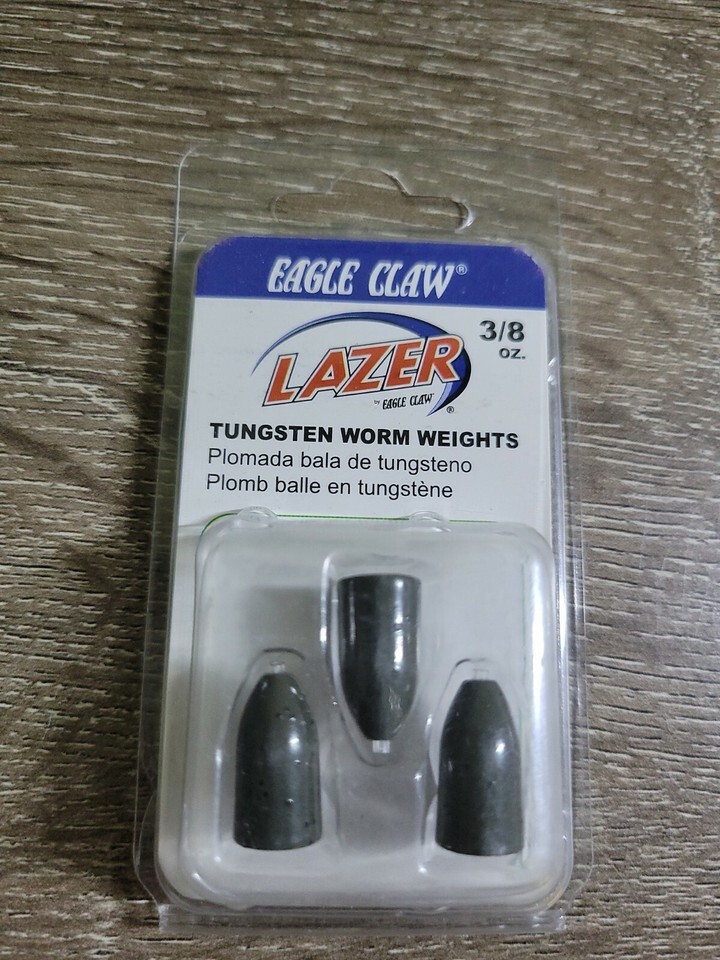 EAGLE CLAW®
3/8
oz.
LAZER
by EAGLE CLAW ®
TUNGSTEN WORM WEIGHTS
Plomada bala de tungsteno
Plomb balle en tungstène